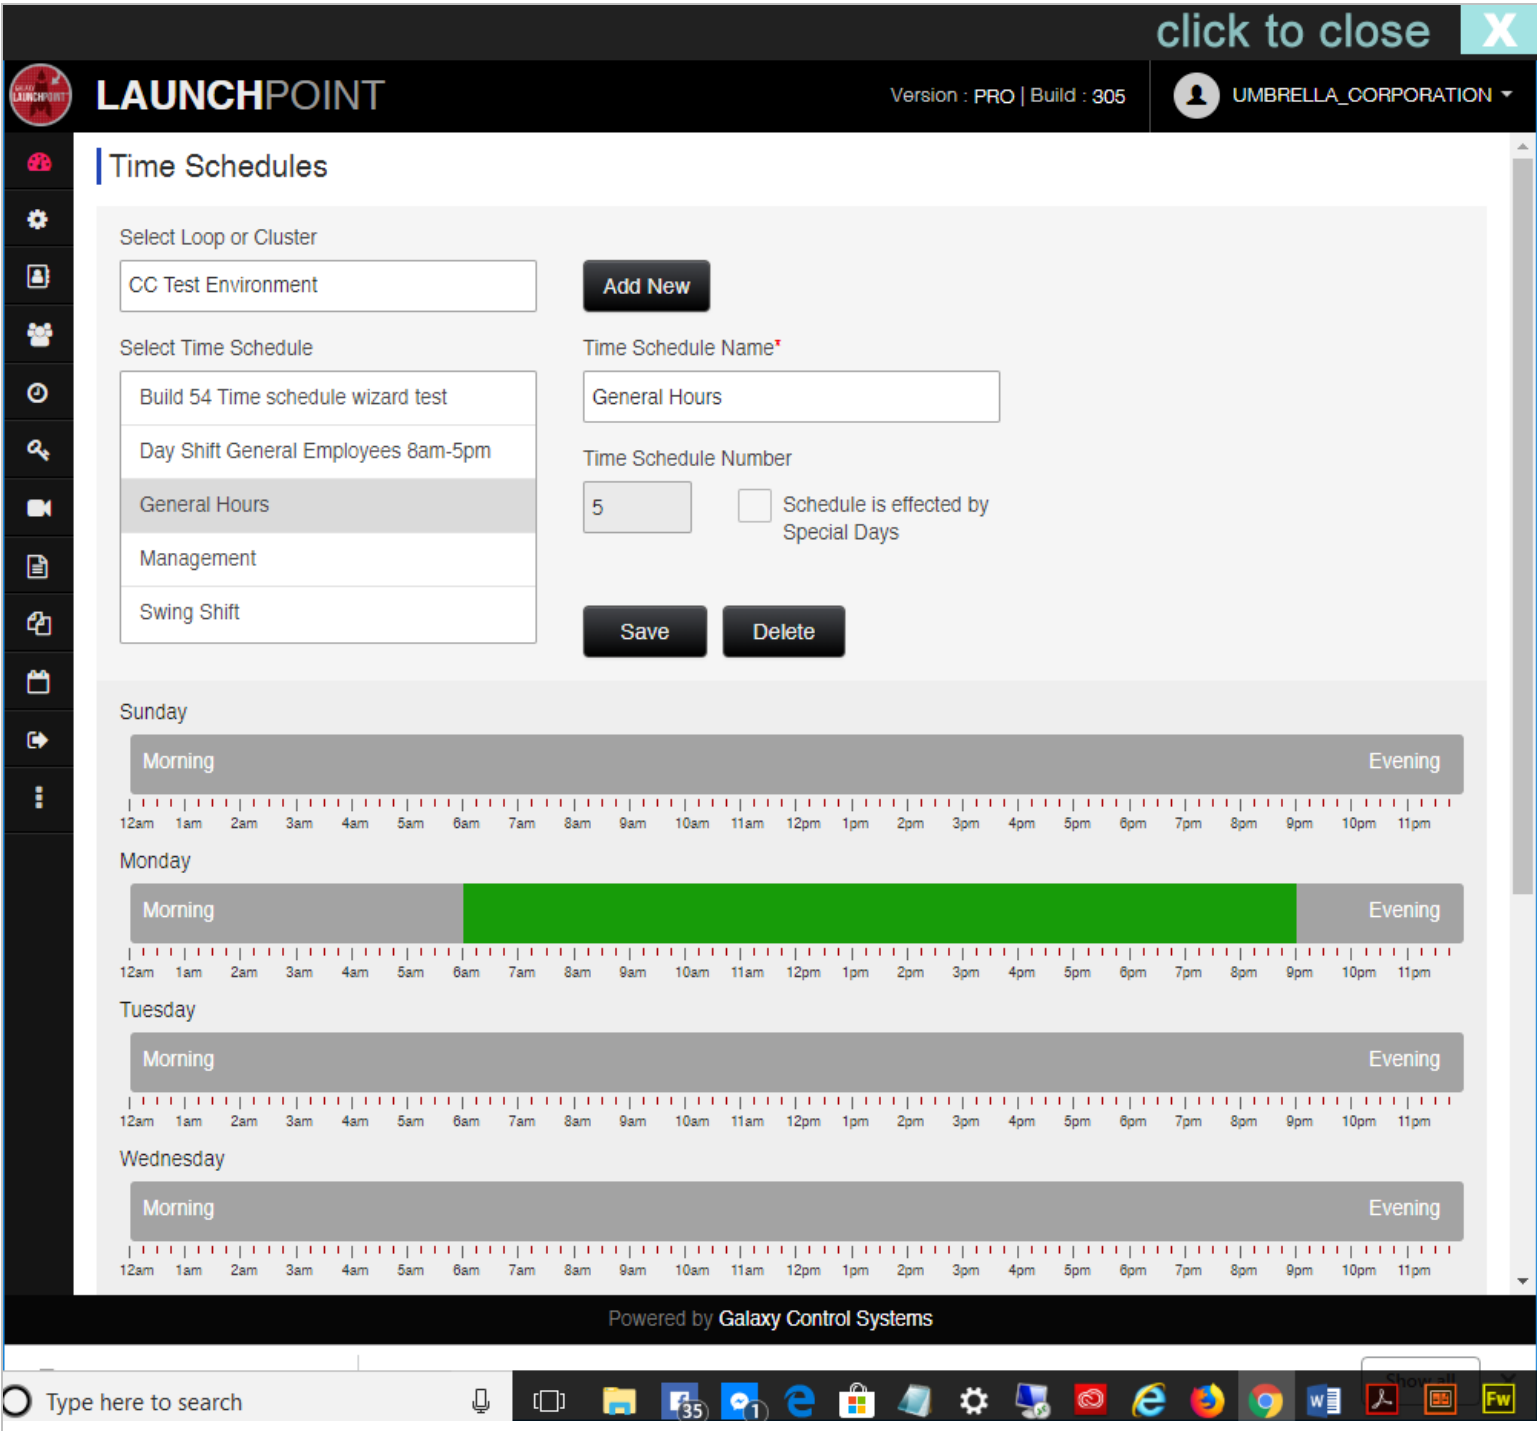 click to close X
LAUNCHPOINT
LAUNCHPOINT
Version : PRO | Build : 305
UMBRELLA_CORPORATION
Time Schedules
Select Loop or Cluster
CC Test Environment
Add New
Select Time Schedule
Time Schedule Name*
Build 54 Time schedule wizard test
General Hours
Day Shift General Employees 8am-5pm
Time Schedule Number
General Hours
5
Schedule is effected by
Special Days
Management
Swing Shift
Save
Delete
Sunday
Morning Evening
12am 1am 2am 3am 4am 5am 6am 7am 8am 9am 10am 11am 12pm 1pm 2pm 3pm 4pm 5pm 6pm 7pm 8pm 9pm 10pm 11pm
Monday
Morning Evening
12am 1am 2am 3am 4am 5am 6am 7am 8am 9am 10am 11am 12pm 1pm 2pm 3pm 4pm 5pm 6pm 7pm 8pm 9pm 10pm 11pm
Tuesday
Morning Evening
12am 1am 2am 3am 4am 5am 6am 7am 8am 9am 10am 11am 12pm 1pm 2pm 3pm 4pm 5pm 6pm 7pm 8pm 9pm 10pm 11pm
Wednesday
Morning Evening
12am 1am 2am 3am 4am 5am 6am 7am 8am 9am 10am 11am 12pm 1pm 2pm 3pm 4pm 5pm 6pm 7pm 8pm 9pm 10pm 11pm
Powered by Galaxy Control Systems
Show all
Type here to search
35
1
W
Fw